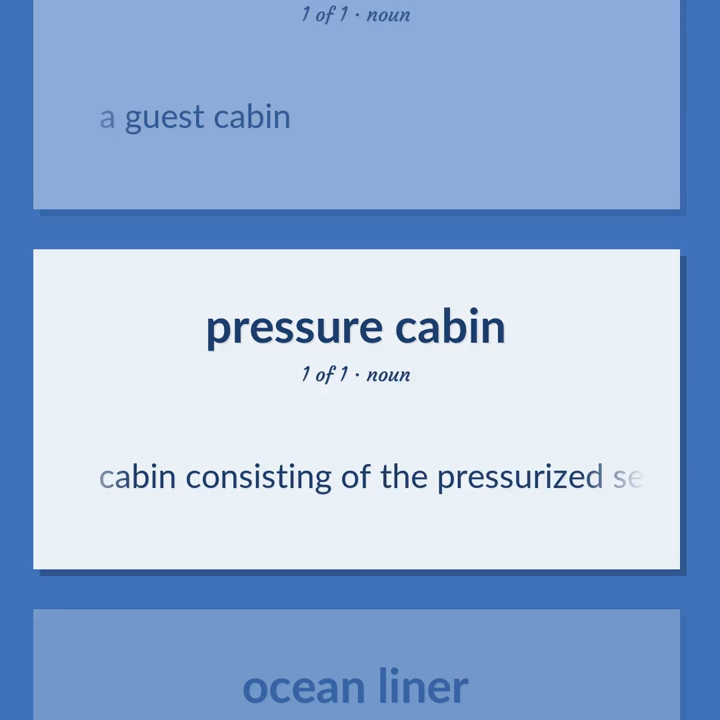 1 of 1 · noun
a guest cabin
pressure cabin
1 of 1 · noun
cabin consisting of the pressurized
ocean liner